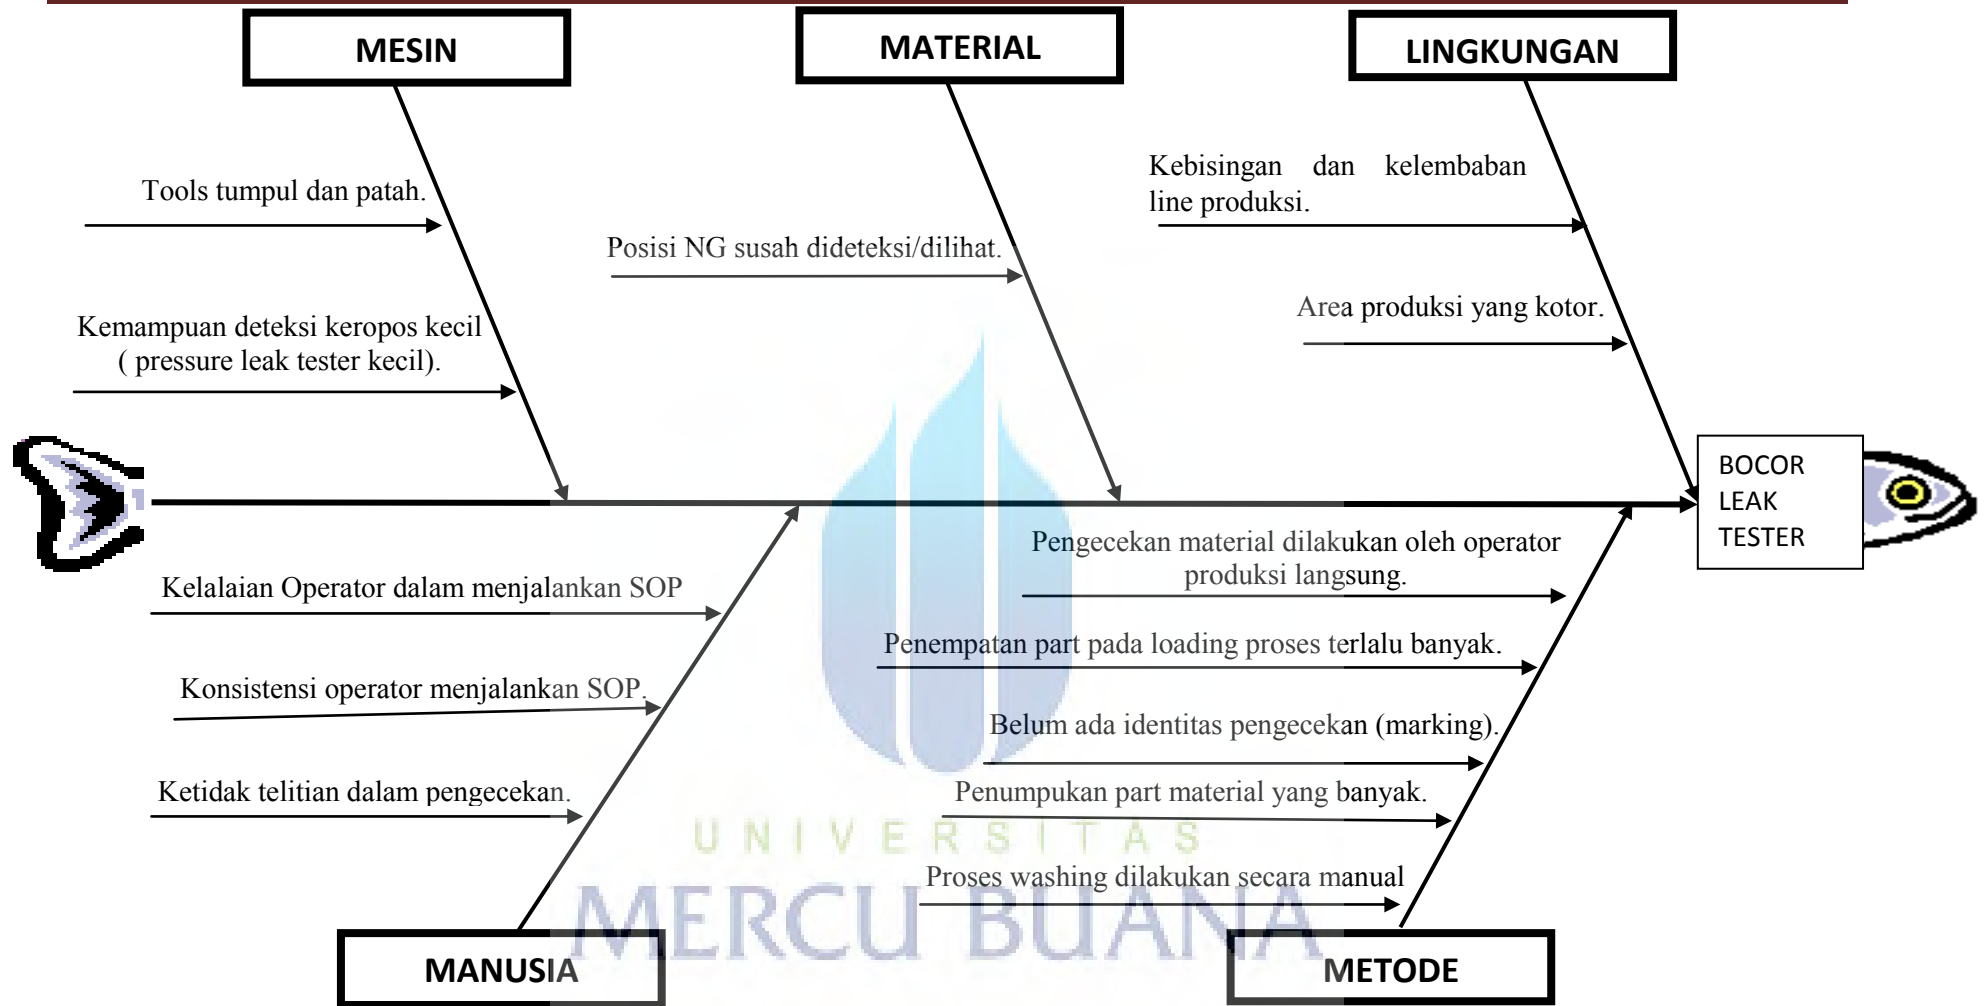 MESIN
MATERIAL
LINGKUNGAN
Kebisingan dan kelembaban
line produksi.
Tools tumpul dan patah.
Posisi NG susah dideteksi/dilihat.
Area produksi yang kotor.
Kemampuan deteksi keropos kecil
( pressure leak tester kecil).
BOCOR
LEAK
TESTER
Pengecekan material dilakukan oleh operator
produksi langsung.
Kelalaian Operator dalam menjalankan SOP
Penempatan part pada loading proses terlalu banyak.
Konsistensi operator menjalankan SOP.
Belum ada identitas pengecekan (marking).
Ketidak telitian dalam pengecekan.
Penumpukan part material yang banyak.
UNIVERSITAS
Proses washing dilakukan secara manual
MERCU BUANA
MANUSIA
METODE